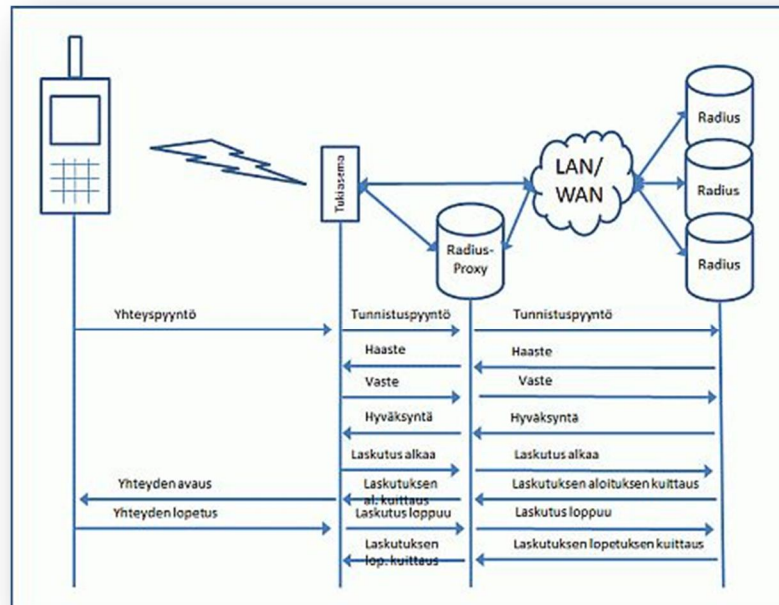 Radius
LAN/
WAN
Tukiasema
Radius
Radius-
Proxy
Radius
Yhteyspyyntö
Tunnistuspyyntö
Tunnistuspyyntö
Haaste
Haaste
Vaste
Vaste
Hyväksyntä
Hyväksyntä
Laskutus alkaa
Laskutus alkaa
Yhteyden avaus
Laskutuksen
al. kuittaus
Laskutuksen aloituksen kuittaus
Yhteyden lopetus
Laskutus loppuu
Laskutus loppuu
Laskutuksen
lop. kuittaus
Laskutuksen lopetuksen kuittaus